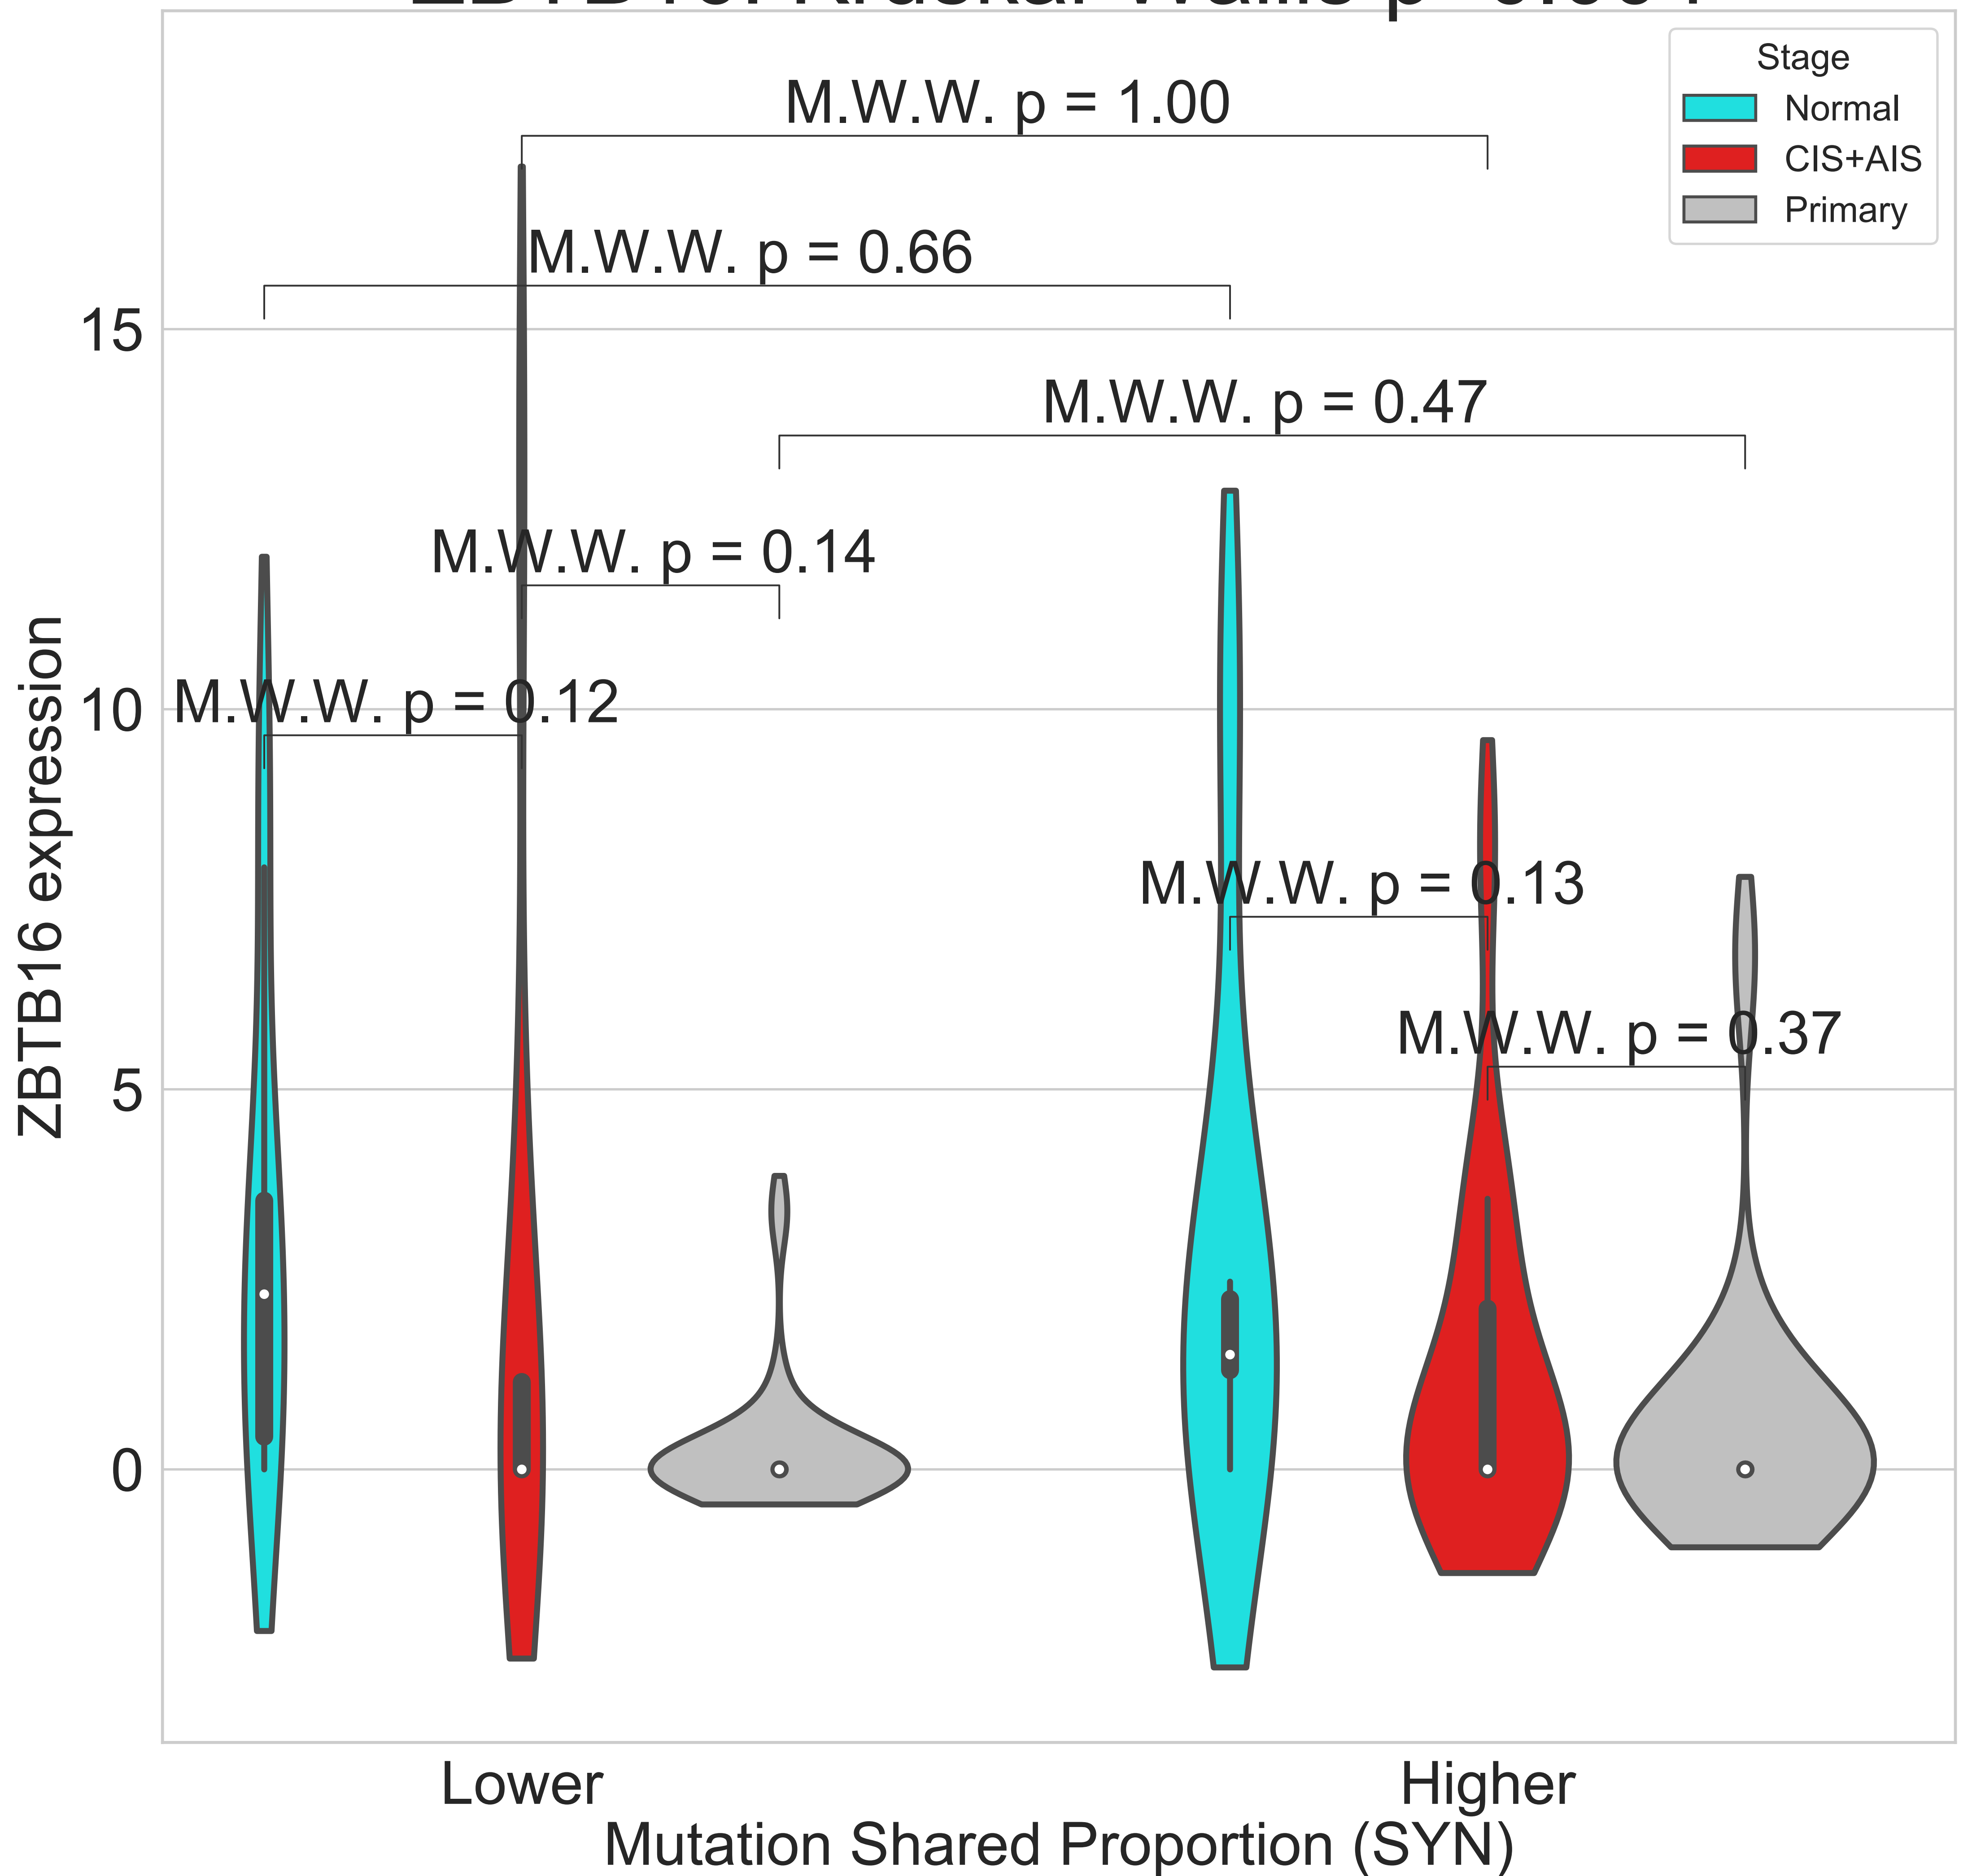 Stage
Normal
CIS+AIS
Primary
M.W.W. p = 1.00
M.W.W. p = 0.66
M.W.W. p = 0.47
M.W.W. p = 0.14
M.W.W. p = 0.12
M.W.W. p = 0.13
M.W.W. p = 0.37
15
10
5
0
ZBTB16 expression
Lower
Higher
Mutation Shared Proportion (SYN)